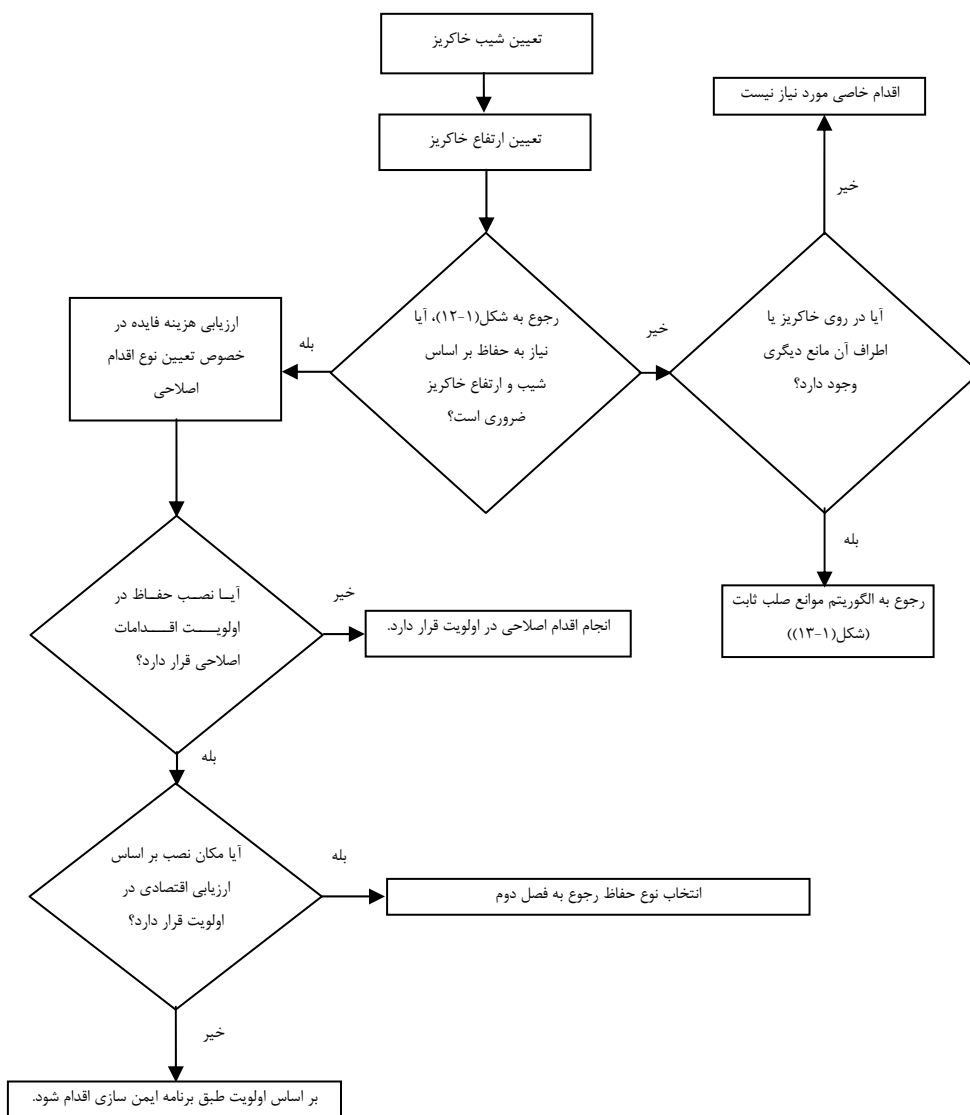 تعیین شیب خاکریز
تعیین ارتفاع خاکریز
رجوع به شکل(۱-۱۲)، آیا
نیاز به حفاظ بر اساس
شیب و ارتفاع خاکریز
ضروری است؟
خیر
آیا در روی خاکریز یا
اطراف آن مانع دیگری
وجود دارد؟
خیر
اقدام خاصی مورد نیاز نیست
بله
رجوع به الگوریتم موانع صلب ثابت
(شکل(۱-۱۳))
بله
ارزیابی هزینه فایده در
خصوص تعیین نوع اقدام
اصلاحی
آیـا نصـب حفـاظ در
اولویــــت اقــــدامات
اصلاحی قرار دارد؟
خیر
انجام اقدام اصلاحی در اولویت قرار دارد.
بله
آیا مکان نصب بر اساس
ارزیابی اقتصادی در
اولویت قرار دارد؟
بله
انتخاب نوع حفاظ رجوع به فصل دوم
خیر
بر اساس اولویت طبق برنامه ایمن سازی اقدام شود.